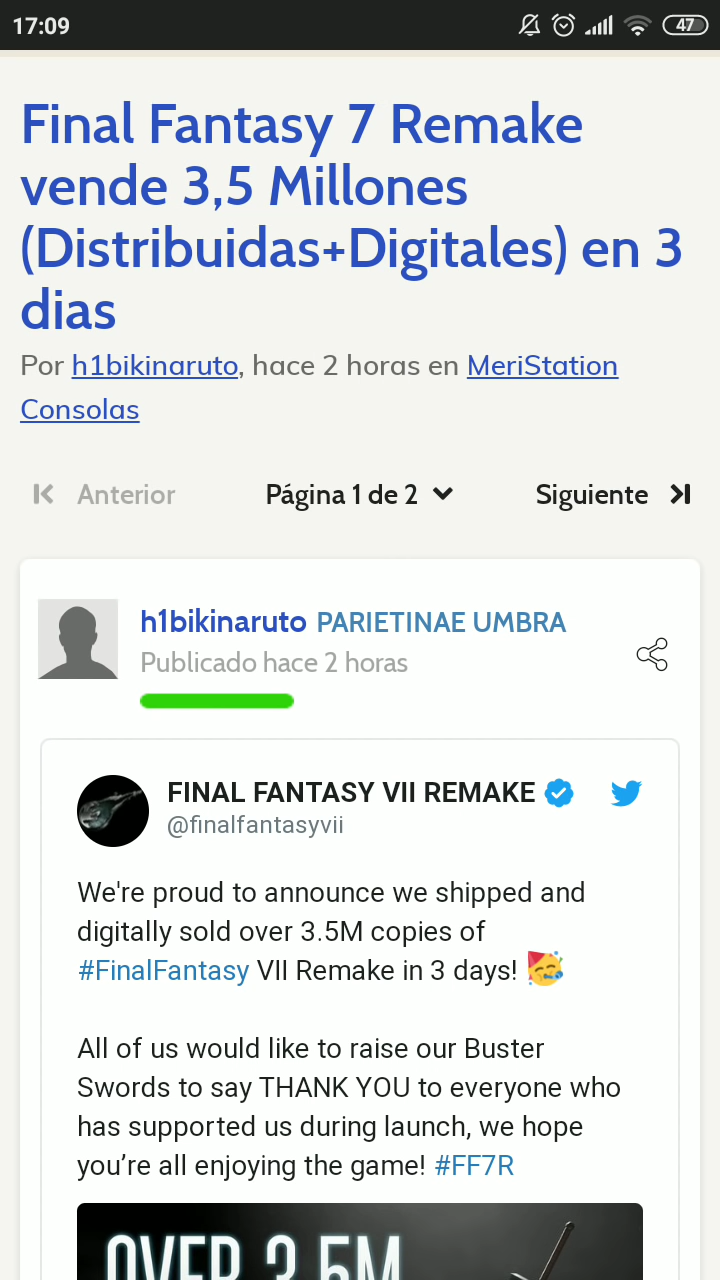 17:09
47
Final Fantasy 7 Remake
vende 3,5 Millones
(Distribuidas+Digitales) en 3
dias
Por h1bikinaruto, hace 2 horas en MeriStation
Consolas
Anterior
Página 1 de 2
Siguiente
h1bikinaruto PARIETINAE UMBRA
Publicado hace 2 horas
FINAL FANTASY VII REMAKE
@finalfantasyvii
We're proud to announce we shipped and
digitally sold over 3.5M copies of
#FinalFantasy VII Remake in 3 days! 🥳
All of us would like to raise our Buster
Swords to say THANK YOU to everyone who
has supported us during launch, we hope
you’re all enjoying the game! #FF7R
OVER 3.5M